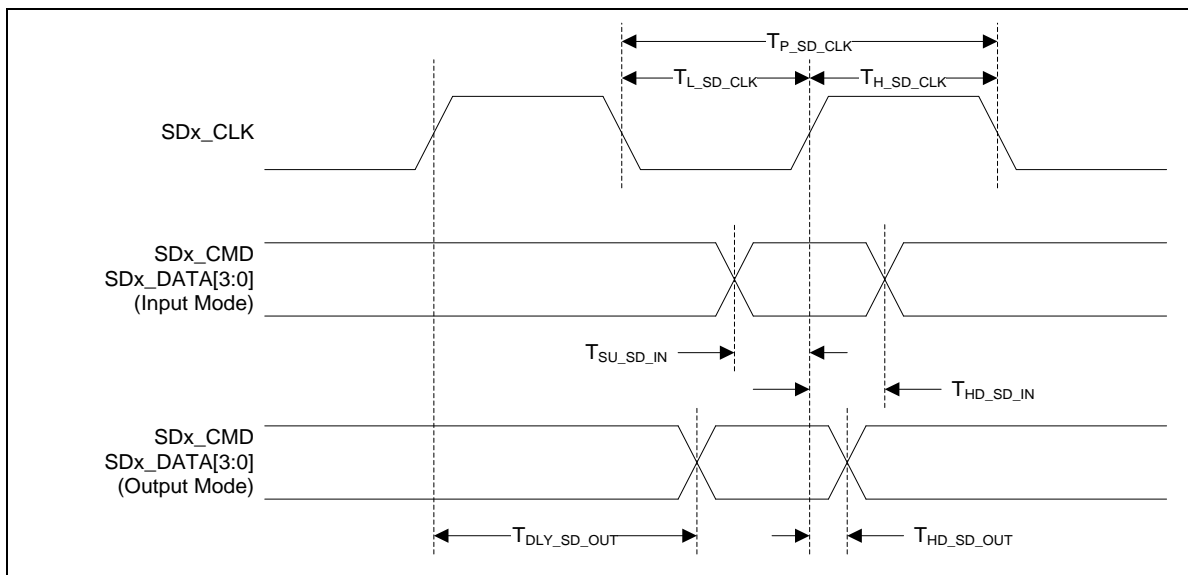 T_P_SD_CLK
T_L_SD_CLK
T_H_SD_CLK
SDx_CLK
SDx_CMD
SDx_DATA[3:0]
(Input Mode)
T_SU_SD_IN
T_HD_SD_IN
SDx_CMD
SDx_DATA[3:0]
(Output Mode)
T_DLY_SD_OUT
T_HD_SD_OUT